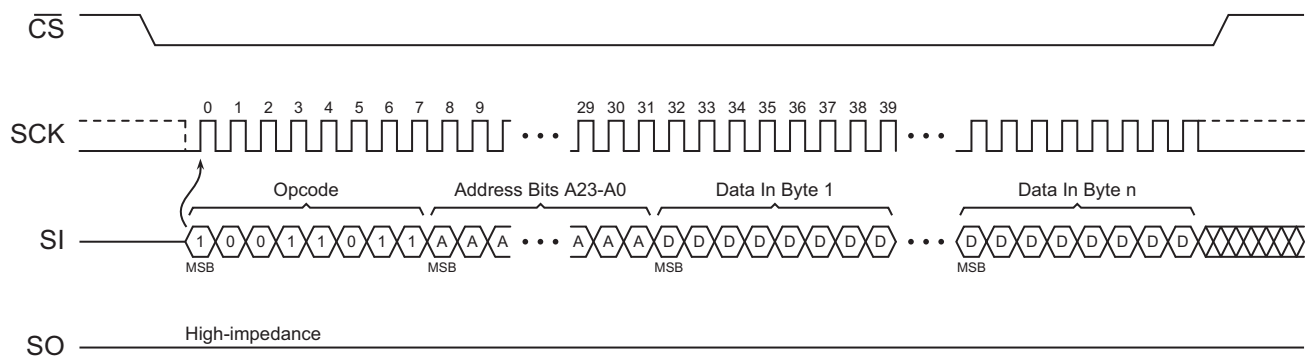 CS
0 1 2 3 4 5 6 7 8 9 29 30 31 32 33 34 35 36 37 38 39
SCK
Opcode Address Bits A23-A0 Data In Byte 1 Data In Byte n
SI 1 0 0 1 1 0 1 1 A A A A A A D D D D D D D D D D D D D D D D
MSB MSB MSB MSB
High-impedance
SO